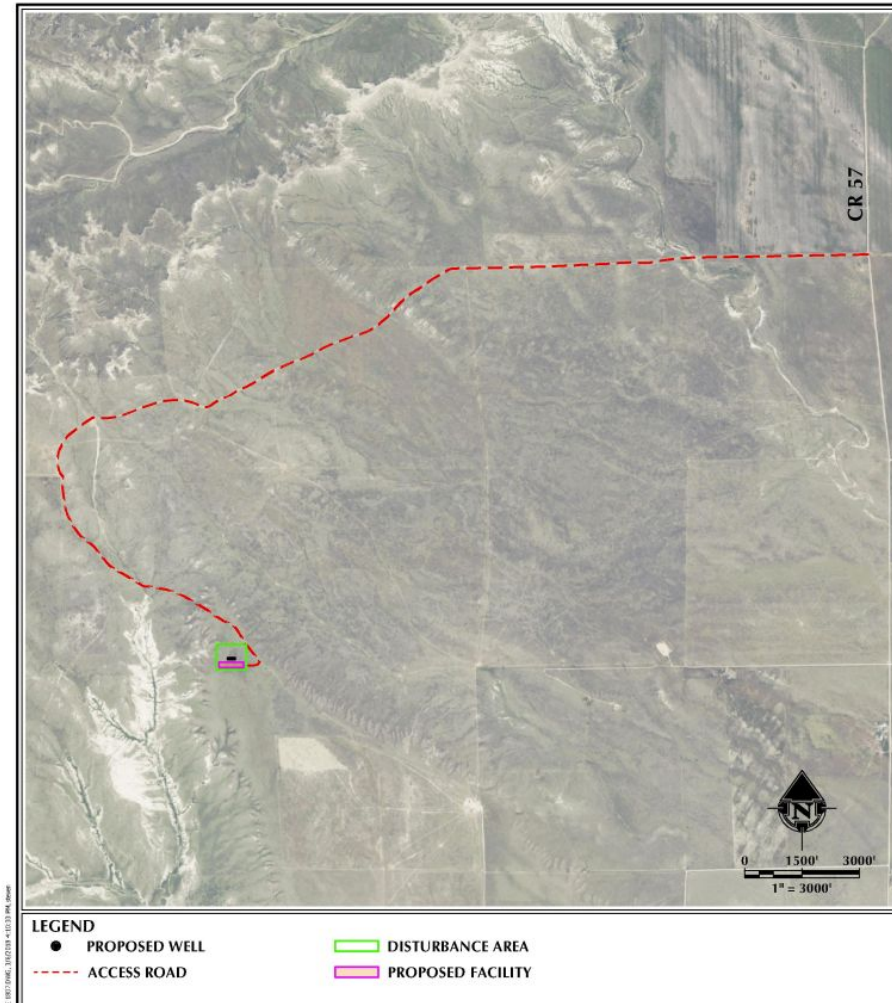 CR 57
N
0 1500' 3000'
1" = 3000'
LEGEND
PROPOSED WELL
ACCESS ROAD
DISTURBANCE AREA
PROPOSED FACILITY